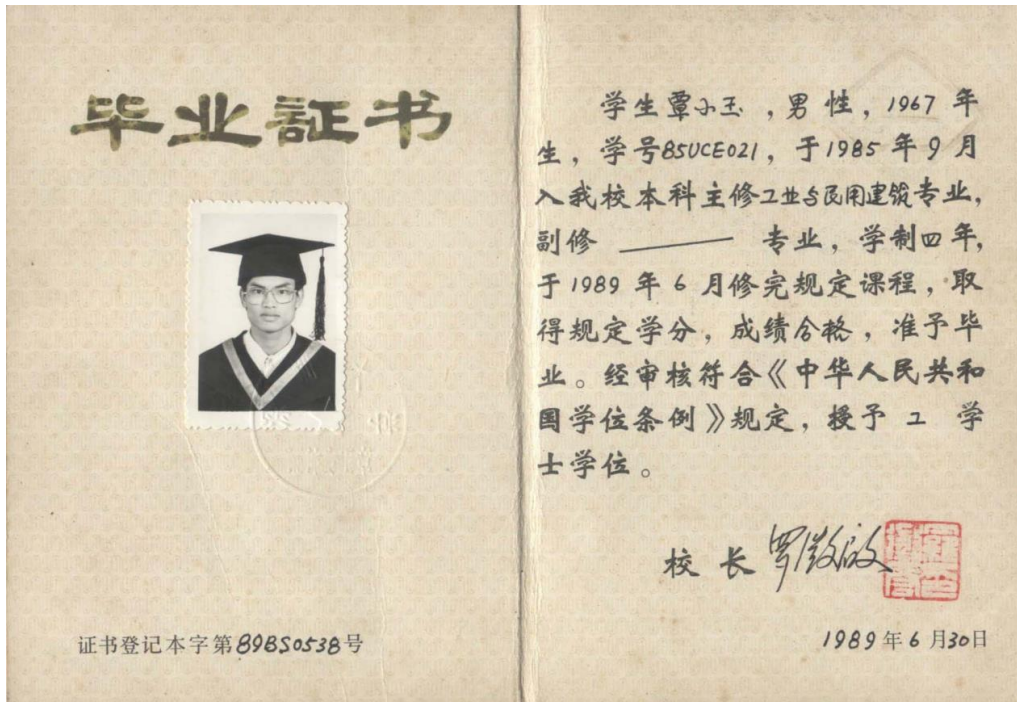 毕业証书
证书登记本字第89BS0538号
学生覃小玉，男性，1967年
生，学号85UCE021，于1985年9月
入我校本科主修工业与民用建筑专业，
副修 ——— 专业，学制四年，
于1989年6月修完规定课程，取
得规定学分，成绩合格，准予毕
业。经审核符合《中华人民共和
国学位条例》规定，授予 工 学
士学位。
校长
1989年6月30日